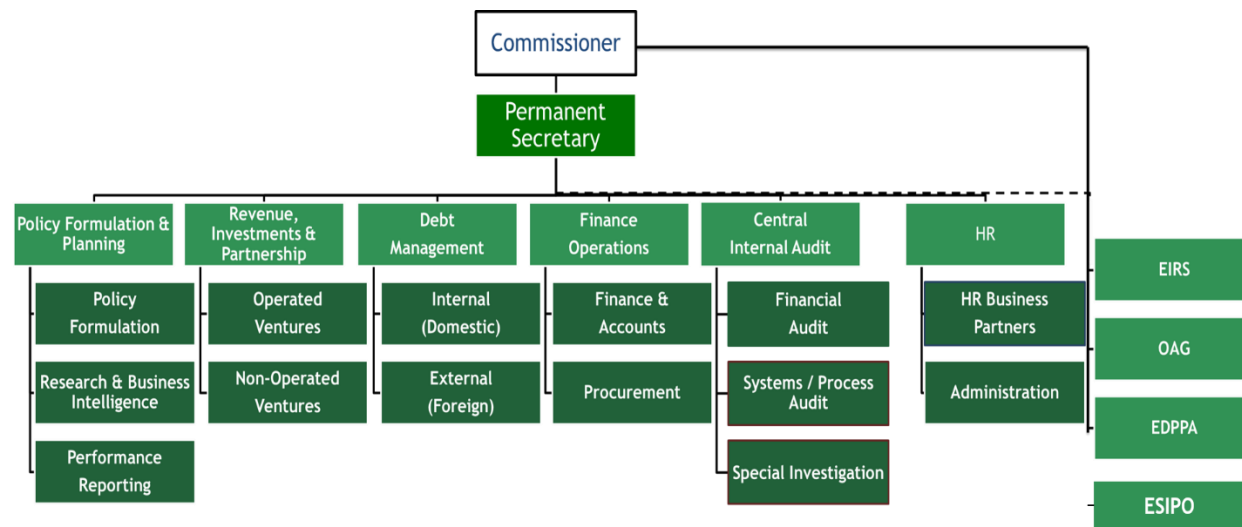 Commissioner
Permanent
Secretary
Policy Formulation &
Planning
Revenue,
Investments &
Partnership
Debt
Management
Finance
Operations
Central
Internal Audit
HR
Policy
Formulation
Research & Business
Intelligence
Performance
Reporting
Operated
Ventures
Non-Operated
Ventures
Internal
(Domestic)
External
(Foreign)
Finance &
Accounts
Procurement
Financial
Audit
Systems / Process
Audit
Special Investigation
HR Business
Partners
Administration
EIRS
OAG
EDPPA
ESIPO